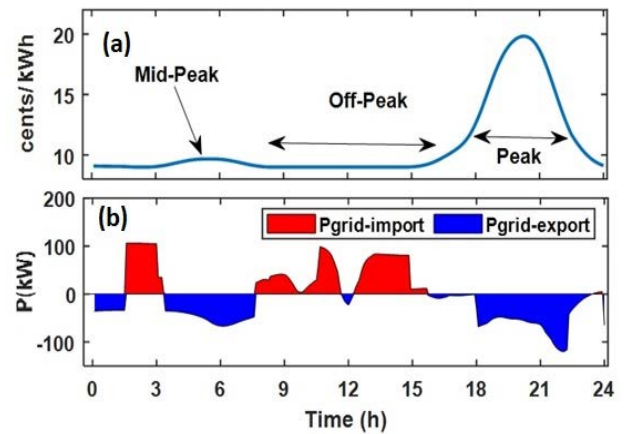 (a)
cents/ kWh
20
15
10
Mid-Peak
Off-Peak
Peak
(b)
P(kW)
200
100
0
-100
Pgrid-import
Pgrid-export
0 3 6 9 12 15 18 21 24
Time (h)